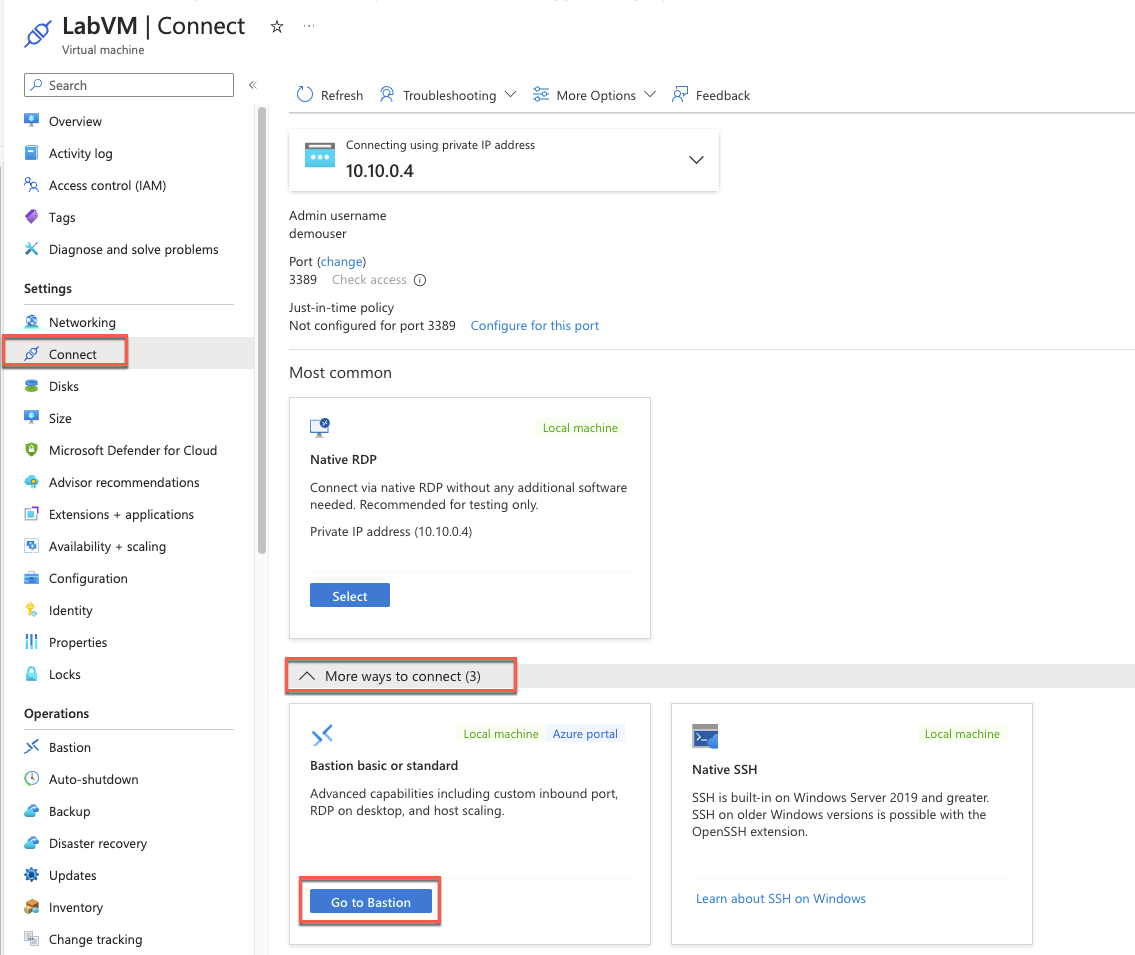 LabVM | Connect
Virtual machine
Search
Overview
Activity log
Access control (IAM)
Tags
Diagnose and solve problems
Settings
Networking
Connect
Disks
Size
Microsoft Defender for Cloud
Advisor recommendations
Extensions + applications
Availability + scaling
Configuration
Identity
Properties
Locks
Operations
Bastion
Auto-shutdown
Backup
Disaster recovery
Updates
Inventory
Change tracking
Refresh Troubleshooting More Options Feedback
Connecting using private IP address
10.10.0.4
Admin username
demouser
Port (change)
3389 Check access
Just-in-time policy
Not configured for port 3389 Configure for this port
Most common
Local machine
Native RDP
Connect via native RDP without any additional software
needed. Recommended for testing only.
Private IP address (10.10.0.4)
Select
More ways to connect (3)
Local machine Azure portal
Bastion basic or standard
Advanced capabilities including custom inbound port,
RDP on desktop, and host scaling.
Go to Bastion
Local machine
Native SSH
SSH is built-in on Windows Server 2019 and greater.
SSH on older Windows versions is possible with the
OpenSSH extension.
Learn about SSH on Windows